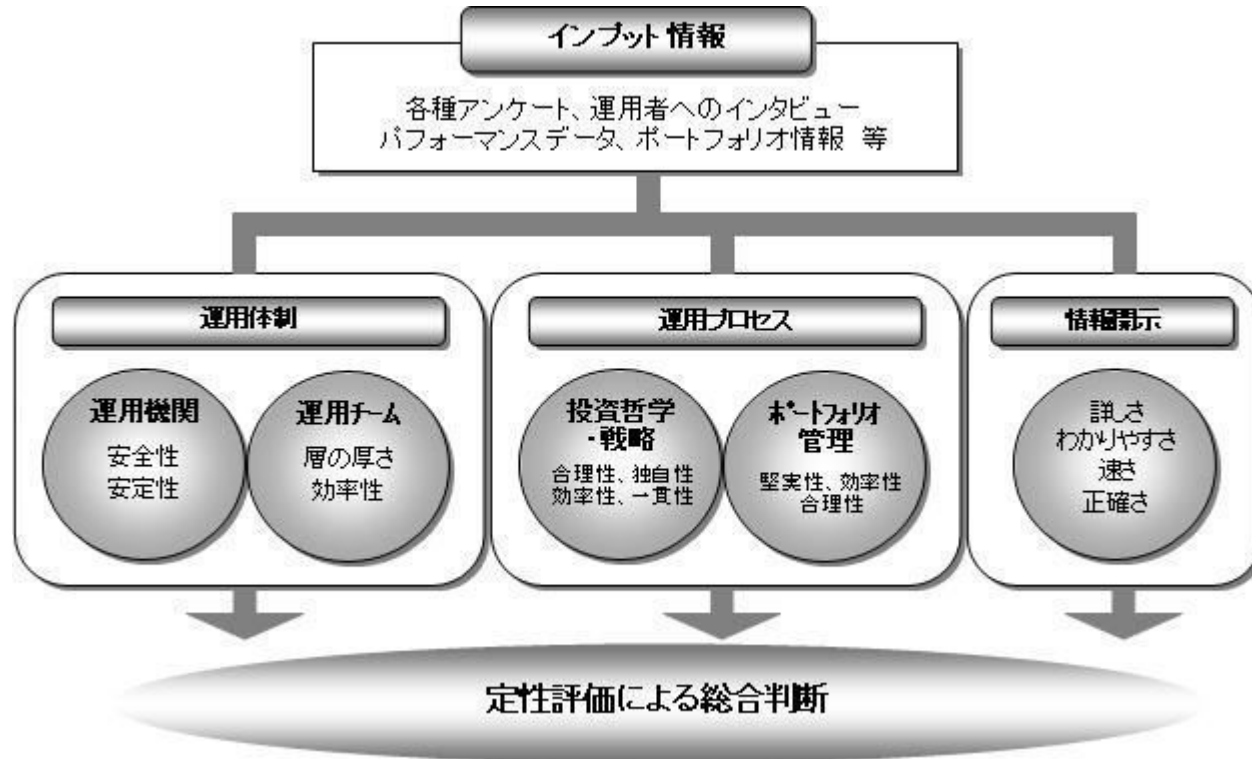 インプット情報
各種アンケート、運用者へのインタビュー
パフォーマンスデータ、ポートフォリオ情報 等
運用体制
運用機関
安全性
安定性
運用チーム
層の厚さ
効率性
運用プロセス
投資哲学
・戦略
合理性、独自性
効率性、一貫性
ポートフォリオ
管理
堅実性、効率性
合理性
情報開示
詳しさ
わかりやすさ
速さ
正確さ
定性評価による総合判断